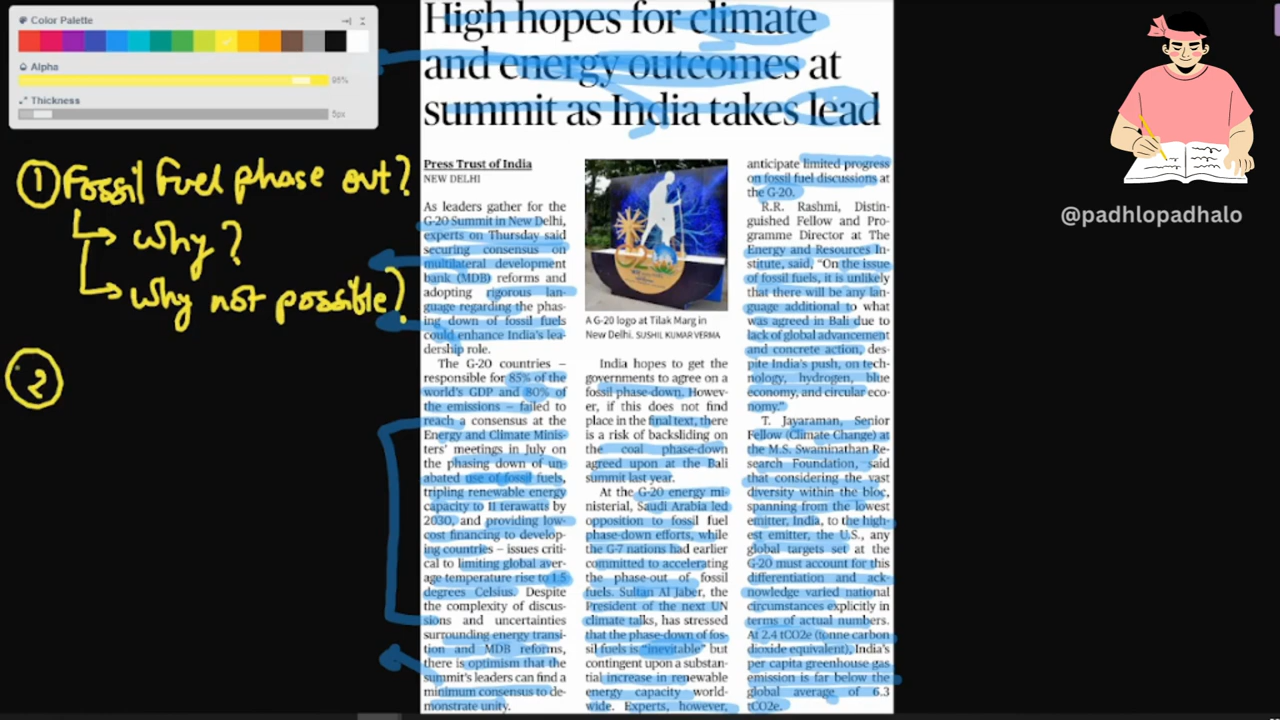 Color Palette
Alpha
95%
Thickness
5px
① Fossil Fuel phase out?
why?
why not possible?
②
High hopes for climate
and energy outcomes at
summit as India takes lead
Press Trust of India
NEW DELHI
As leaders gather for the
G-20 Summit in New Delhi,
experts on Thursday said
securing consensus on
multilateral development
bank (MDB) reforms and
adopting rigorous lan-
guage regarding the phas-
ing down of fossil fuels
could enhance India's lea-
dership role.
The G-20 countries –
responsible for 85% of the
world's GDP and 80% of
the emissions – failed to
reach a consensus at the
Energy and Climate Minis-
ters' meetings in July on
the phasing down of un-
abated use of fossil fuels,
tripling renewable energy
capacity to 11 terawatts by
2030, and providing low-
cost financing to develop-
ing countries – issues criti-
cal to limiting global aver-
age temperature rise to 1.5
degrees Celsius. Despite
the complexity of discus-
sions and uncertainties
surrounding energy transi-
tion and MDB reforms,
there is optimism that the
summit's leaders can find a
minimum consensus to de-
monstrate unity.
A G-20 logo at Tilak Marg in
New Delhi. SUSHIL KUMAR VERMA
India hopes to get the
governments to agree on a
fossil phase-down. Howev-
er, if this does not find
place in the final text, there
is a risk of backsliding on
the coal phase-down
agreed upon at the Bali
summit last year.
At the G-20 energy mi-
nisterial, Saudi Arabia led
opposition to fossil fuel
phase-down efforts, while
the G-7 nations had earlier
committed to accelerating
the phase-out of fossil
fuels. Sultan Al Jaber, the
President of the next UN
climate talks, has stressed
that the phase-down of fos-
sil fuels is "inevitable" but
contingent upon a substan-
tial increase in renewable
energy capacity world-
wide. Experts, however,
anticipate limited progress
on fossil fuel discussions at
the G-20.
R.R. Rashmi, Distin-
guished Fellow and Pro-
gramme Director at The
Energy and Resources In-
stitute, said, "On the issue
of fossil fuels, it is unlikely
that there will be any lan-
guage additional to what
was agreed in Bali due to
lack of global advancement
and concrete action, des-
pite India's push, on tech-
nology, hydrogen, blue
economy, and circular eco-
nomy."
T. Jayaraman, Senior
Fellow (Climate Change) at
the M.S. Swaminathan Re-
search Foundation, said
that considering the vast
diversity within the bloc,
spanning from the lowest
emitter, India, to the high-
est emitter, the U.S., any
global targets set at the
G-20 must account for this
differentiation and ack-
nowledge varied national
circumstances explicitly in
terms of actual numbers.
At 2.4 tCO2e (tonne carbon
dioxide equivalent), India's
per capita greenhouse gas
emission is far below the
global average of 6.3
tCO2e.
@padhlopadhalo